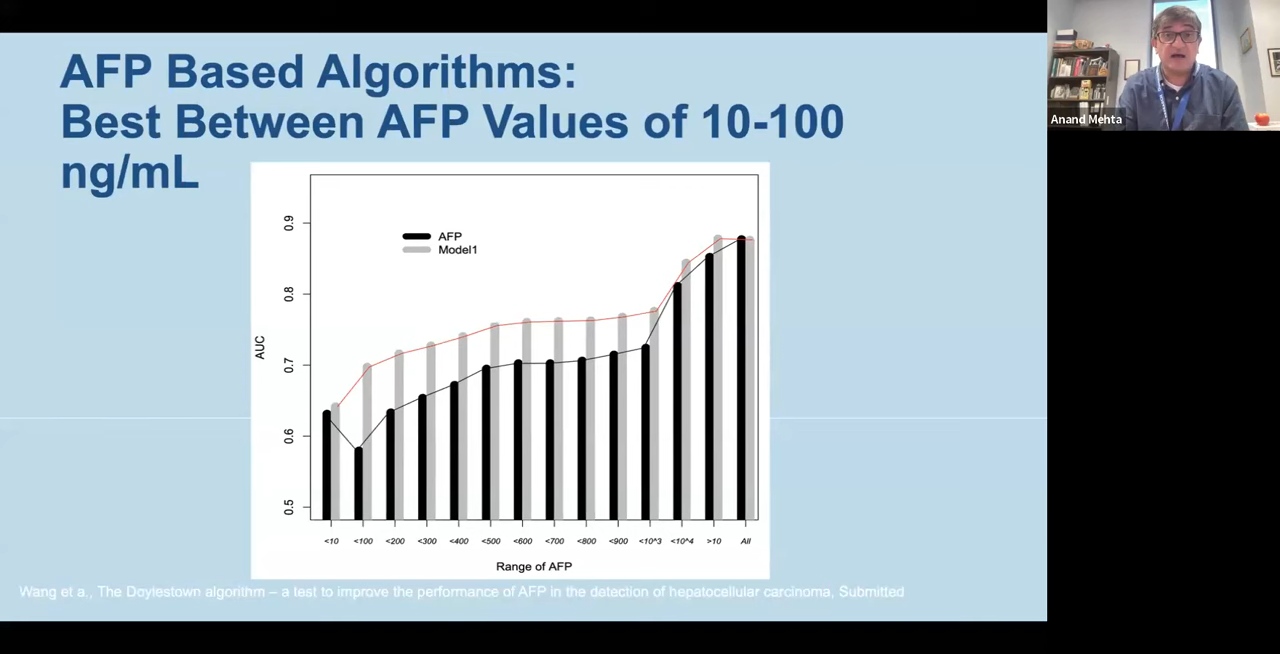 AFP Based Algorithms:
Best Between AFP Values of 10-100
ng/mL
Anand Mehta
AFP
Model1
0.9
0.8
0.7
0.6
0.5
AUC
<10 <100 <200 <300 <400 <500 <600 <700 <800 <900 <10^3 <10^4 >10 All
Range of AFP
Wang et a., The Doylestown algorithm – a test to improve the performance of AFP in the detection of hepatocellular carcinoma, Submitted